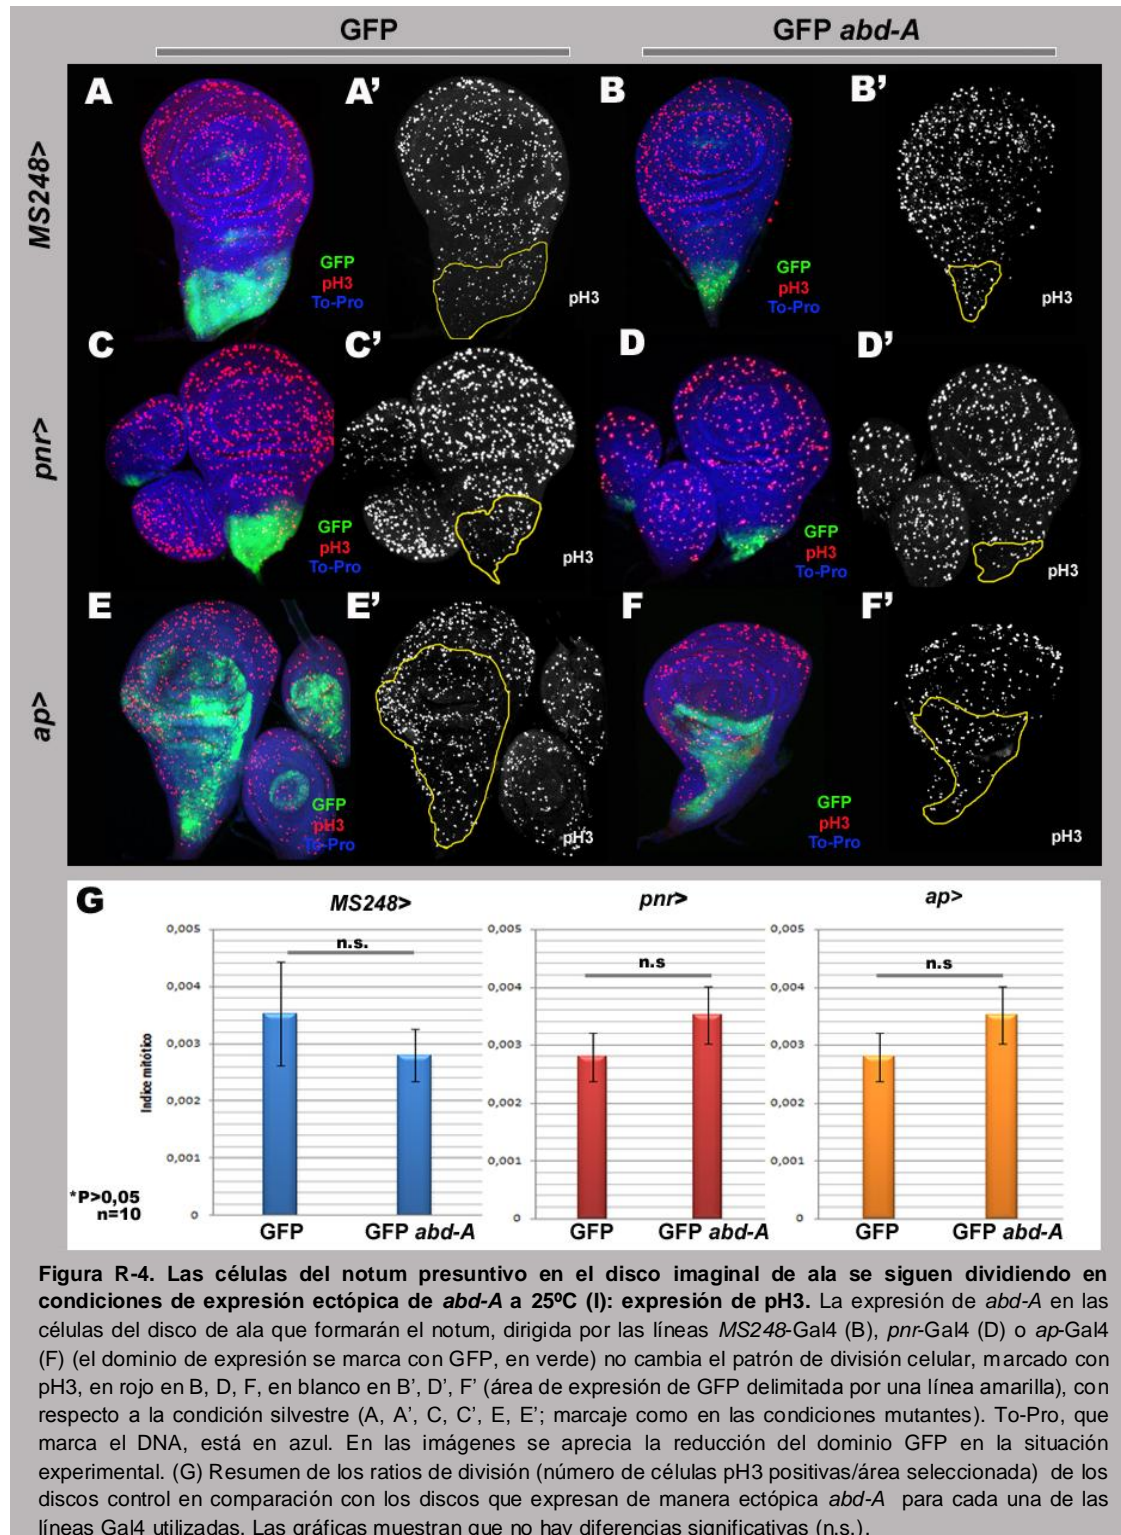 GFP
GFP abd-A
MS248>
A
A'
B
B'
GFP
pH3
To-Pro
pH3
GFP
pH3
To-Pro
pH3
pnr>
C
C'
D
D'
GFP
pH3
To-Pro
pH3
GFP
pH3
To-Pro
pH3
ap>
E
E'
F
F'
GFP
pH3
To-Pro
pH3
GFP
pH3
To-Pro
pH3
G
MS248>
pnr>
ap>
Indice mitótico
0,005
0,004
0,003
0,002
0,001
0
n.s.
GFP
GFP abd-A
0,005
0,004
0,003
0,002
0,001
0
n.s
GFP
GFP abd-A
0,005
0,004
0,003
0,002
0,001
0
n.s
GFP
GFP abd-A
*P>0,05
n=10
Figura R-4. Las células del notum presuntivo en el disco imaginal de ala se siguen dividiendo en
condiciones de expresión ectópica de abd-A a 25ºC (I): expresión de pH3. La expresión de abd-A en las
células del disco de ala que formarán el notum, dirigida por las líneas MS248-Gal4 (B), pnr-Gal4 (D) o ap-Gal4
(F) (el dominio de expresión se marca con GFP, en verde) no cambia el patrón de división celular, marcado con
pH3, en rojo en B, D, F, en blanco en B’, D’, F’ (área de expresión de GFP delimitada por una línea amarilla), con
respecto a la condición silvestre (A, A’, C, C’, E, E’; marcaje como en las condiciones mutantes). To-Pro, que
marca el DNA, está en azul. En las imágenes se aprecia la reducción del dominio GFP en la situación
experimental. (G) Resumen de los ratios de división (número de células pH3 positivas/área seleccionada) de los
discos control en comparación con los discos que expresan de manera ectópica abd-A para cada una de las
líneas Gal4 utilizadas. Las gráficas muestran que no hay diferencias significativas (n.s.).